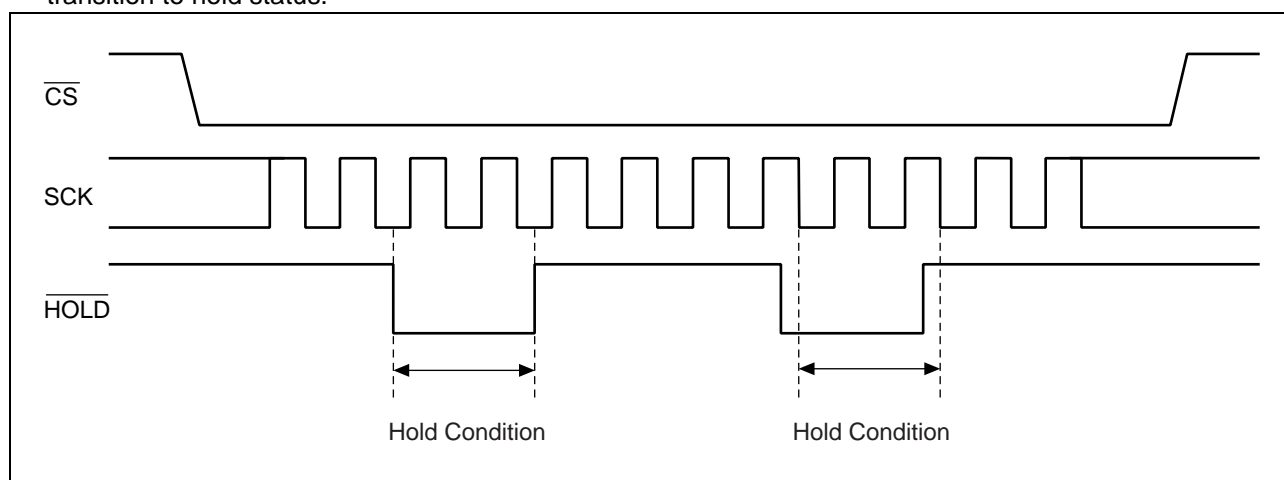 transition to hold status.
CS
SCK
HOLD
Hold Condition Hold Condition